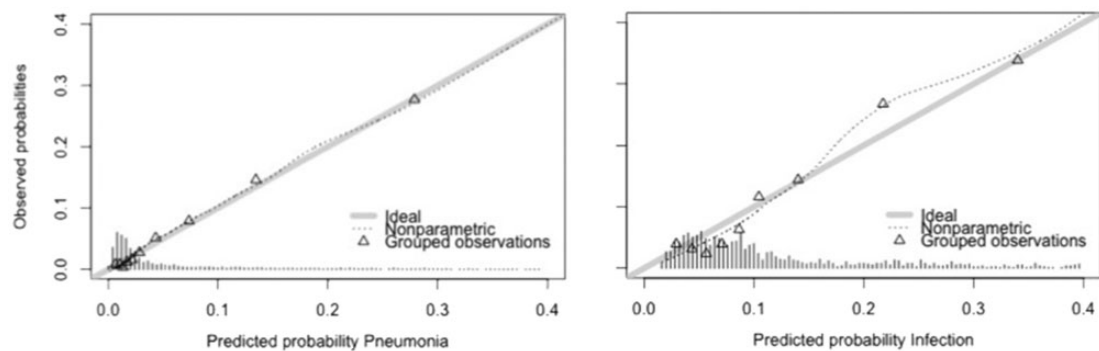 Observed probabilities
0.4
0.3
0.2
0.1
0.0
Ideal
Nonparametric
Grouped observations
0.0 0.1 0.2 0.3 0.4
Predicted probability Pneumonia
Ideal
Nonparametric
Grouped observations
0.0 0.1 0.2 0.3 0.4
Predicted probability Infection